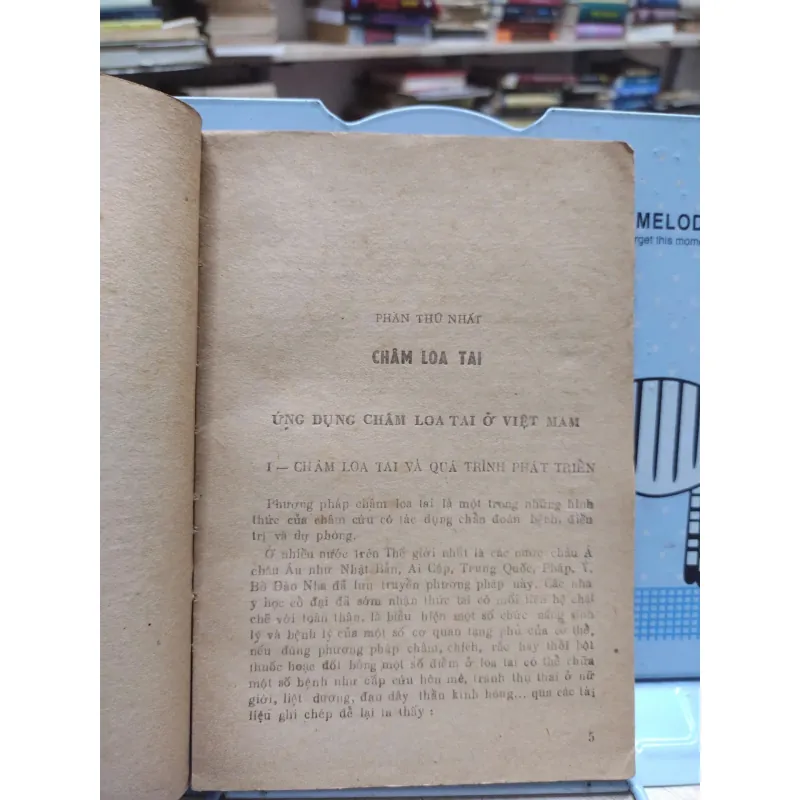 PHẦN THỨ NHẤT
CHÂM LOA TAI
ỨNG DỤNG CHÂM LOA TAI Ở VIỆT MAM
I — CHÂM LOA TAI VÀ QUÁ TRÌNH PHÁT TRIỂN
Phương pháp châm loa tai là một trong những hình
thức của châm cứu có tác dụng chẩn đoán bệnh, điều
trị và dự phòng.
Ở nhiều nước trên Thế giới nhất là các nước châu Á
châu Âu như Nhật Bản, Ai Cập, Trung Quốc, Pháp, Ý,
Bồ Đào Nha đã lưu truyền phương pháp này. Các nhà
y học cổ đại đã sớm nhận thức tai có mối liên hệ chặt
chẽ với toàn thân, là biểu hiện một số chức năng sinh
lý và bệnh lý của một số cơ quan tạng phủ của cơ thể,
nếu dùng phương pháp châm, chích, rắc hay thổi bột
thuốc hoặc đốt bỏng một số điểm ở loa tai có thể chữa
một số bệnh như cấp cứu hôn mê, tránh thụ thai ở nữ
giới, liệt dương, đau dây thần kinh hông... qua các tài
liệu ghi chép để lại ta thấy :
5
MELOD
rget this mome